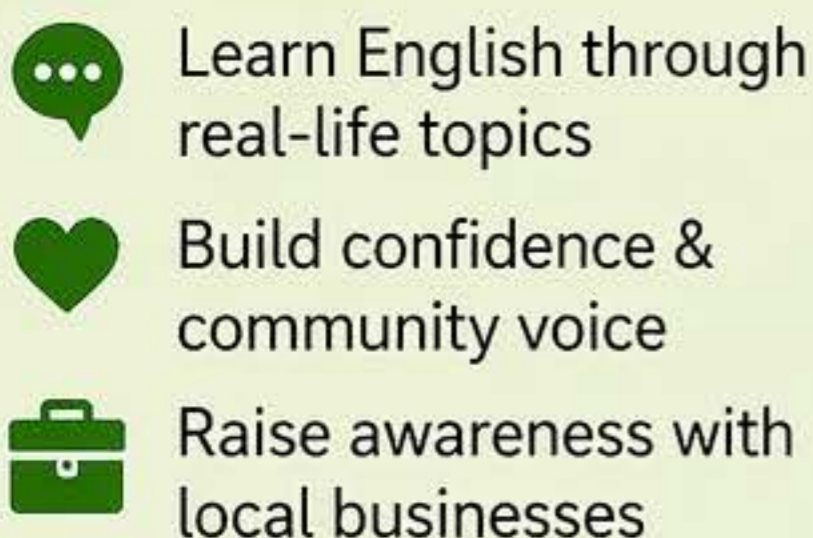 Learn English through
real-life topics
Build confidence &
community voice
Raise awareness with
local businesses